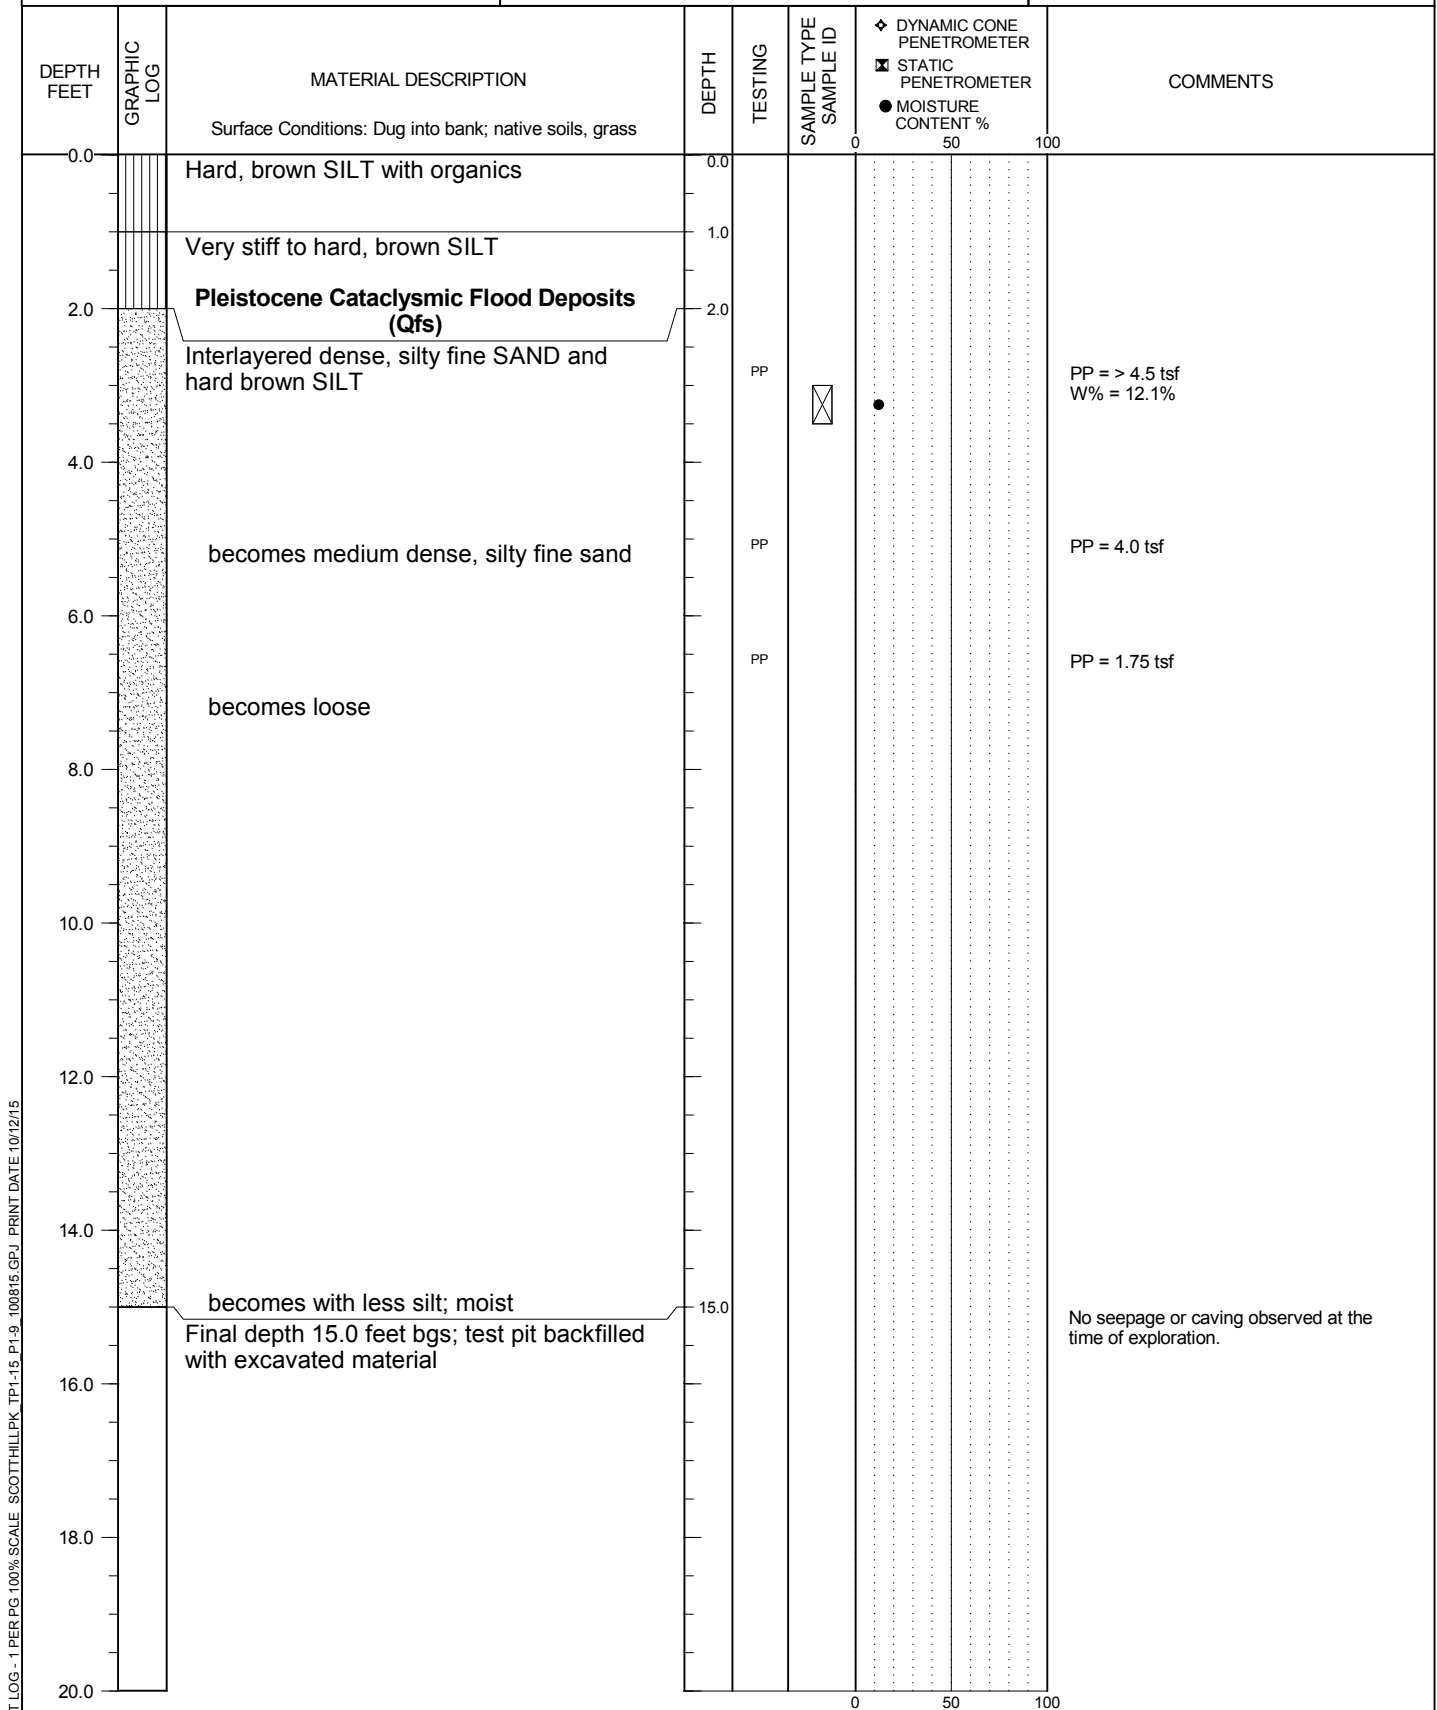 DEPTH
FEET
GRAPHIC
LOG
MATERIAL DESCRIPTION
Surface Conditions: Dug into bank; native soils, grass
DEPTH
TESTING
SAMPLE TYPE
SAMPLE ID
DYNAMIC CONE
PENETROMETER
STATIC
PENETROMETER
MOISTURE
CONTENT %
0 50 100
COMMENTS
0.0
Hard, brown SILT with organics
0.0
Very stiff to hard, brown SILT
1.0
Pleistocene Cataclysmic Flood Deposits
(Qfs)
2.0
2.0
Interlayered dense, silty fine SAND and
hard brown SILT
PP
PP = > 4.5 tsf
W% = 12.1%
4.0
becomes medium dense, silty fine sand
PP
PP = 4.0 tsf
6.0
PP
PP = 1.75 tsf
becomes loose
8.0
10.0
12.0
14.0
becomes with less silt; moist
15.0
Final depth 15.0 feet bgs; test pit backfilled
with excavated material
No seepage or caving observed at the
time of exploration.
16.0
18.0
20.0
0 50 100
T LOG - 1 PER PG 100% SCALE SCOTTHILLPK_TP1-15_P1-9_100815.GPJ PRINT DATE 10/12/15